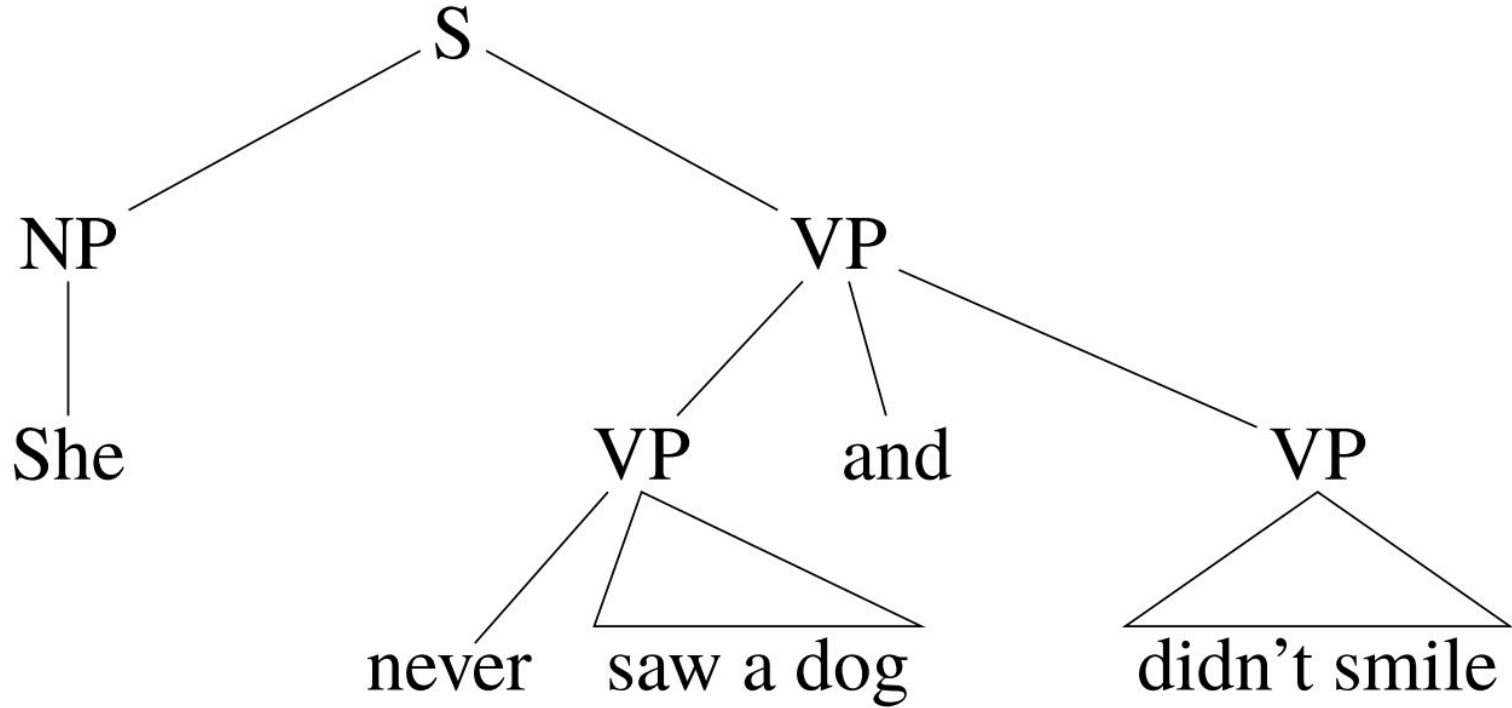 S
NP VP
She VP and VP
never saw a dog didn’t smile